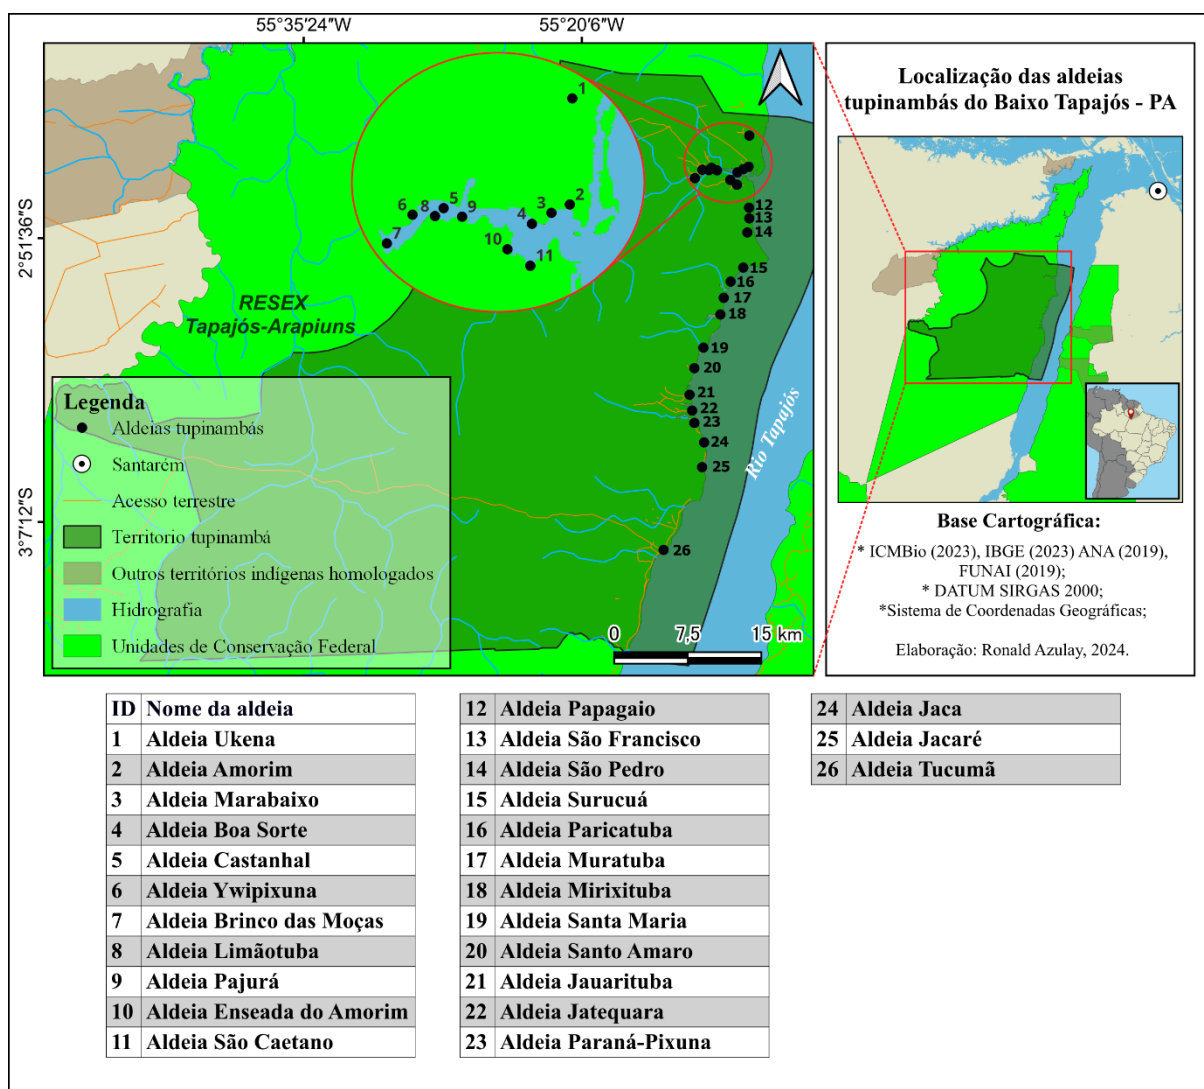 55°35'24"W
55°20'6"W
2°51'36"S
3°7'12"S
1
2
3
4
5
6
7
8
9
10
11
12
13
14
15
16
17
18
19
20
21
22
23
24
25
26
RESEX
Tapajós-Arapiuns
Rio Tapajós
Legenda
Aldeias tupinambás
Santarém
Acesso terrestre
Territorio tupinambá
Outros territórios indígenas homologados
Hidrografia
Unidades de Conservação Federal
0 7,5 15 km
Localização das aldeias
tupinambás do Baixo Tapajós - PA
Base Cartográfica:
* ICMBio (2023), IBGE (2023) ANA (2019),
FUNAI (2019);
* DATUM SIRGAS 2000;
*Sistema de Coordenadas Geográficas;
Elaboração: Ronald Azulay, 2024.
ID Nome da aldeia
1 Aldeia Ukena
2 Aldeia Amorim
3 Aldeia Marabaixo
4 Aldeia Boa Sorte
5 Aldeia Castanhal
6 Aldeia Ywipixuna
7 Aldeia Brinco das Moças
8 Aldeia Limãotuba
9 Aldeia Pajurá
10 Aldeia Enseada do Amorim
11 Aldeia São Caetano
12 Aldeia Papagaio
13 Aldeia São Francisco
14 Aldeia São Pedro
15 Aldeia Surucuá
16 Aldeia Paricatuba
17 Aldeia Muratuba
18 Aldeia Mirixituba
19 Aldeia Santa Maria
20 Aldeia Santo Amaro
21 Aldeia Jauarituba
22 Aldeia Jatequara
23 Aldeia Paraná-Pixuna
24 Aldeia Jaca
25 Aldeia Jacaré
26 Aldeia Tucumã